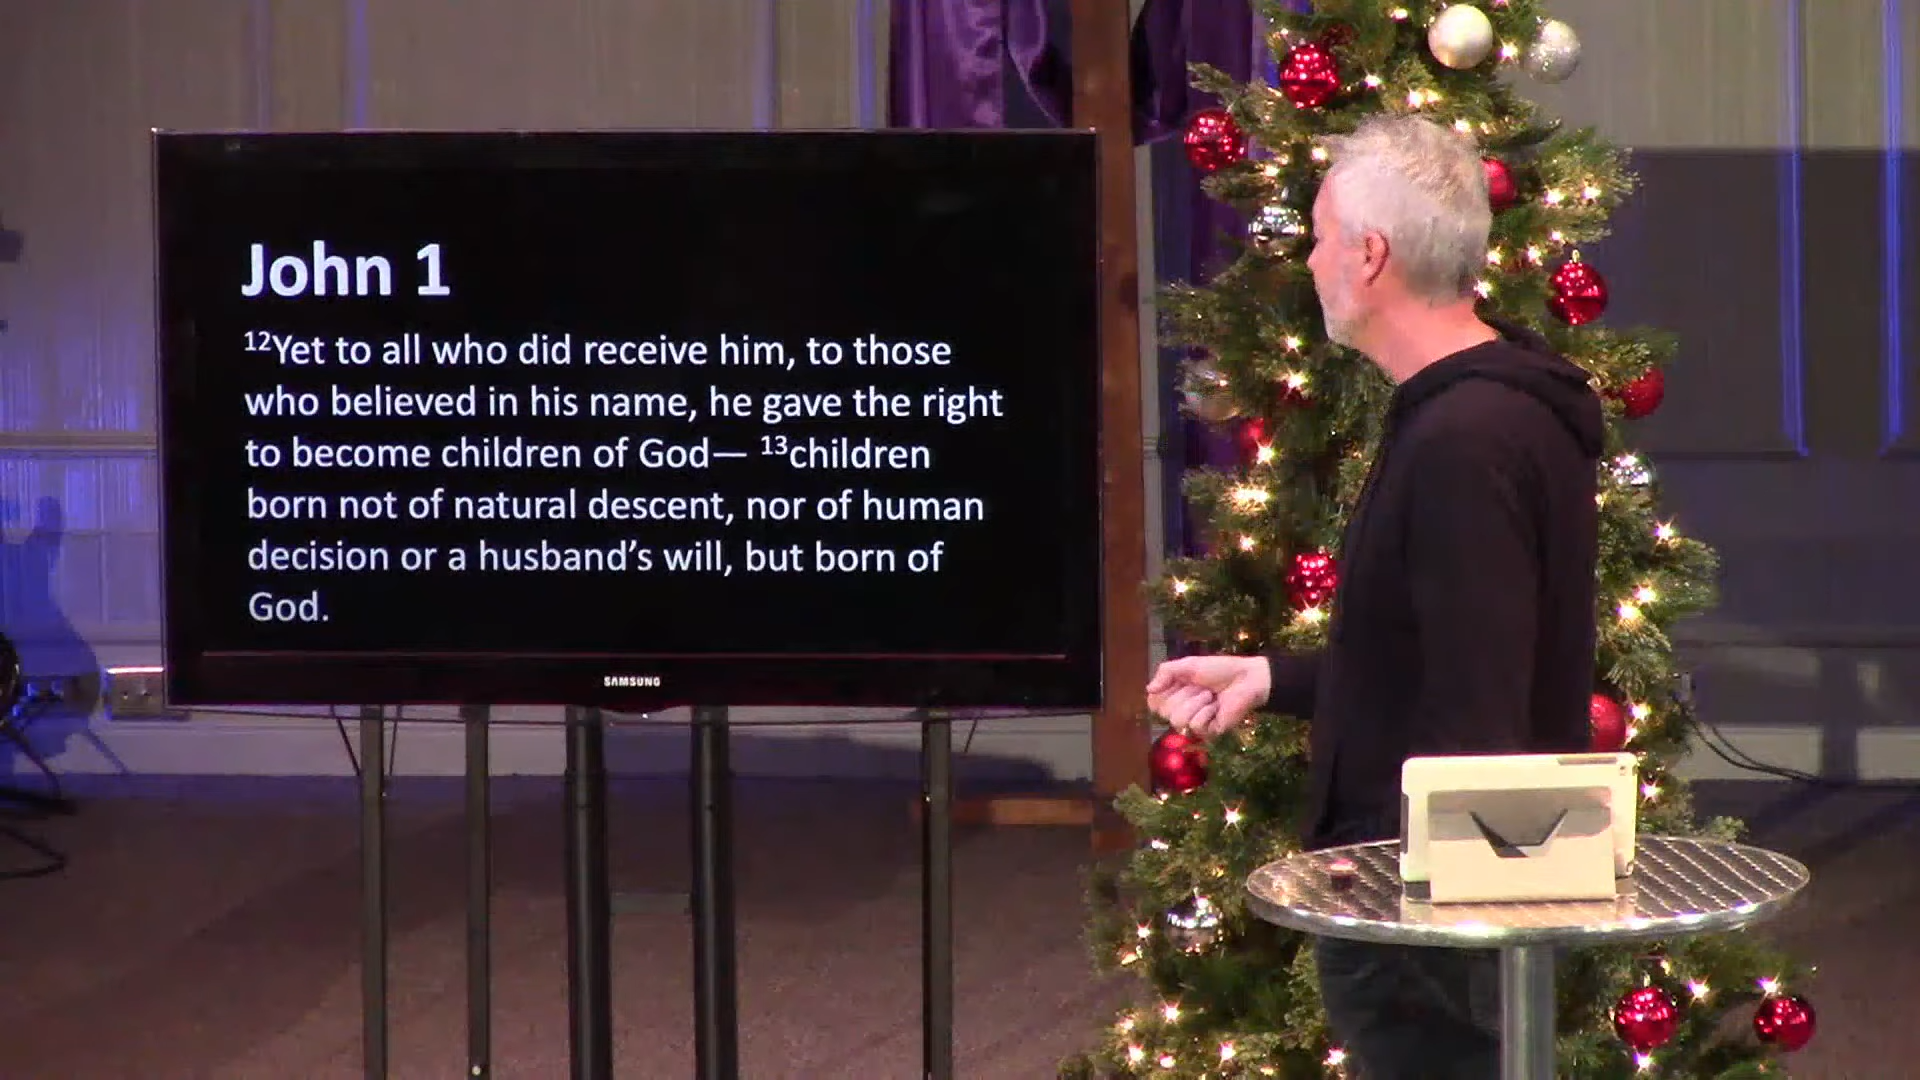 John 1
¹²Yet to all who did receive him, to those
who believed in his name, he gave the right
to become children of God— ¹³children
born not of natural descent, nor of human
decision or a husband’s will, but born of
God.
SAMSUNG